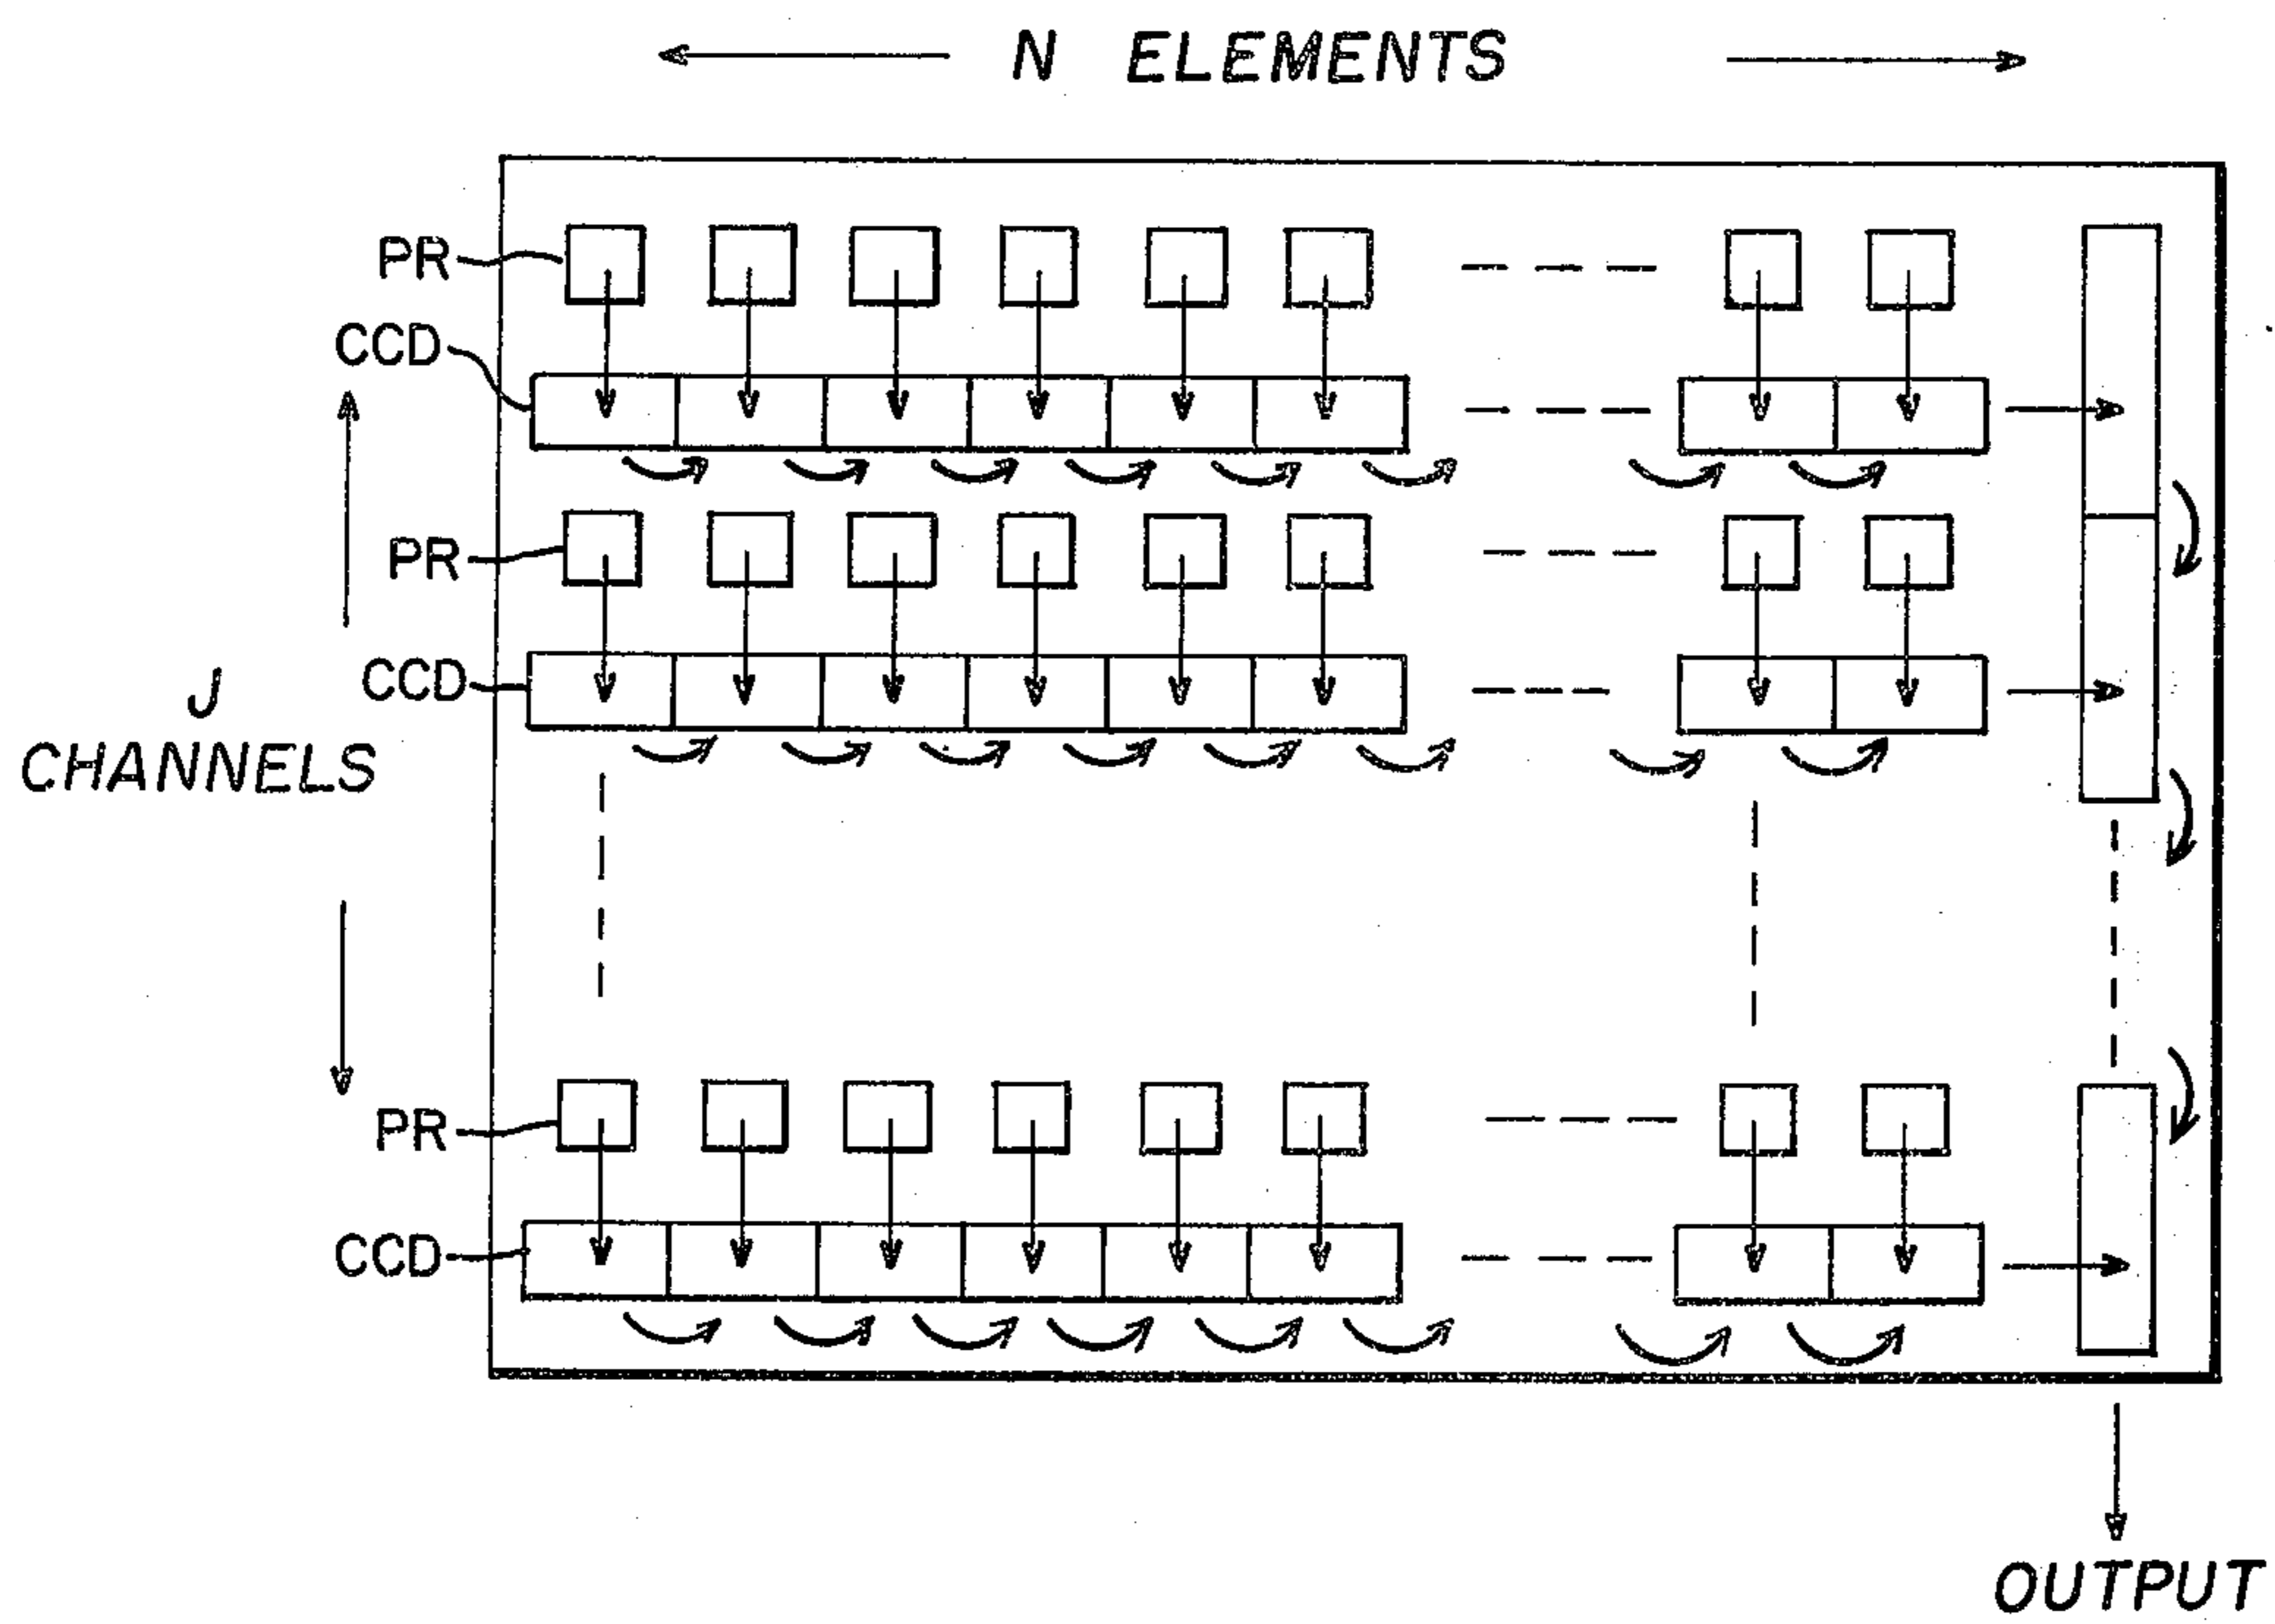 N ELEMENTS
PR
CCD
PR
J
CHANNELS
CCD
PR
CCD
OUTPUT